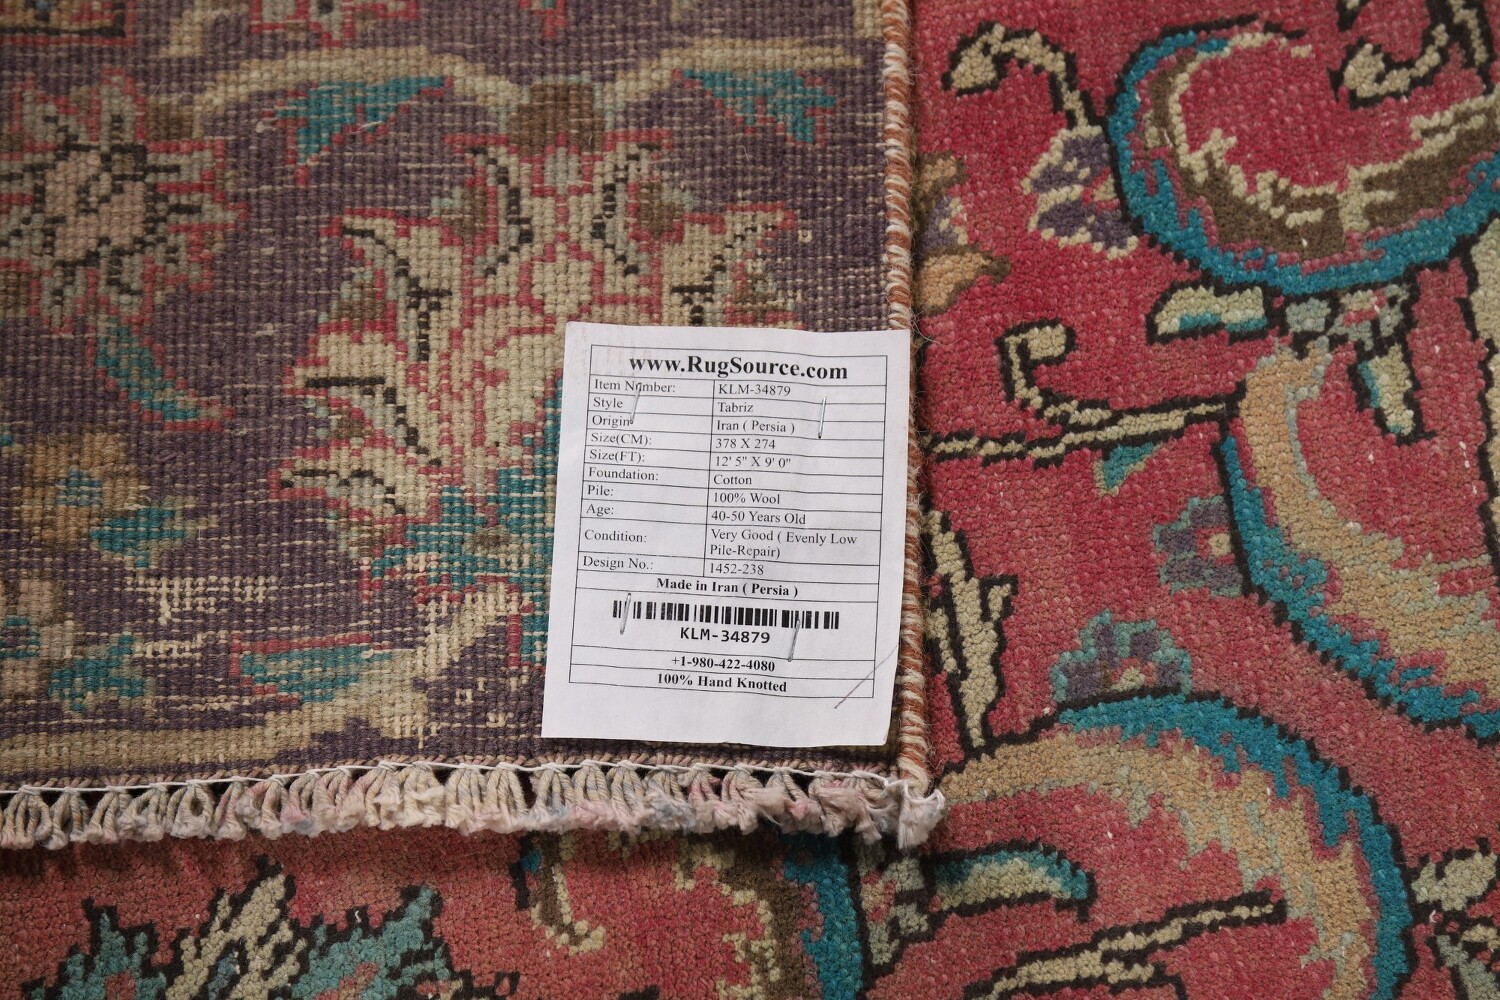 www.RugSource.com
Item Number: KLM-34879
Style Tabriz
Origin Iran ( Persia )
Size(CM): 378 X 274
Size(FT): 12' 5" X 9' 0"
Foundation: Cotton
Pile: 100% Wool
Age: 40-50 Years Old
Condition: Very Good ( Evenly Low
Pile-Repair)
Design No.: 1452-238
Made in Iran ( Persia )
KLM-34879
+1-980-422-4080
100% Hand Knotted